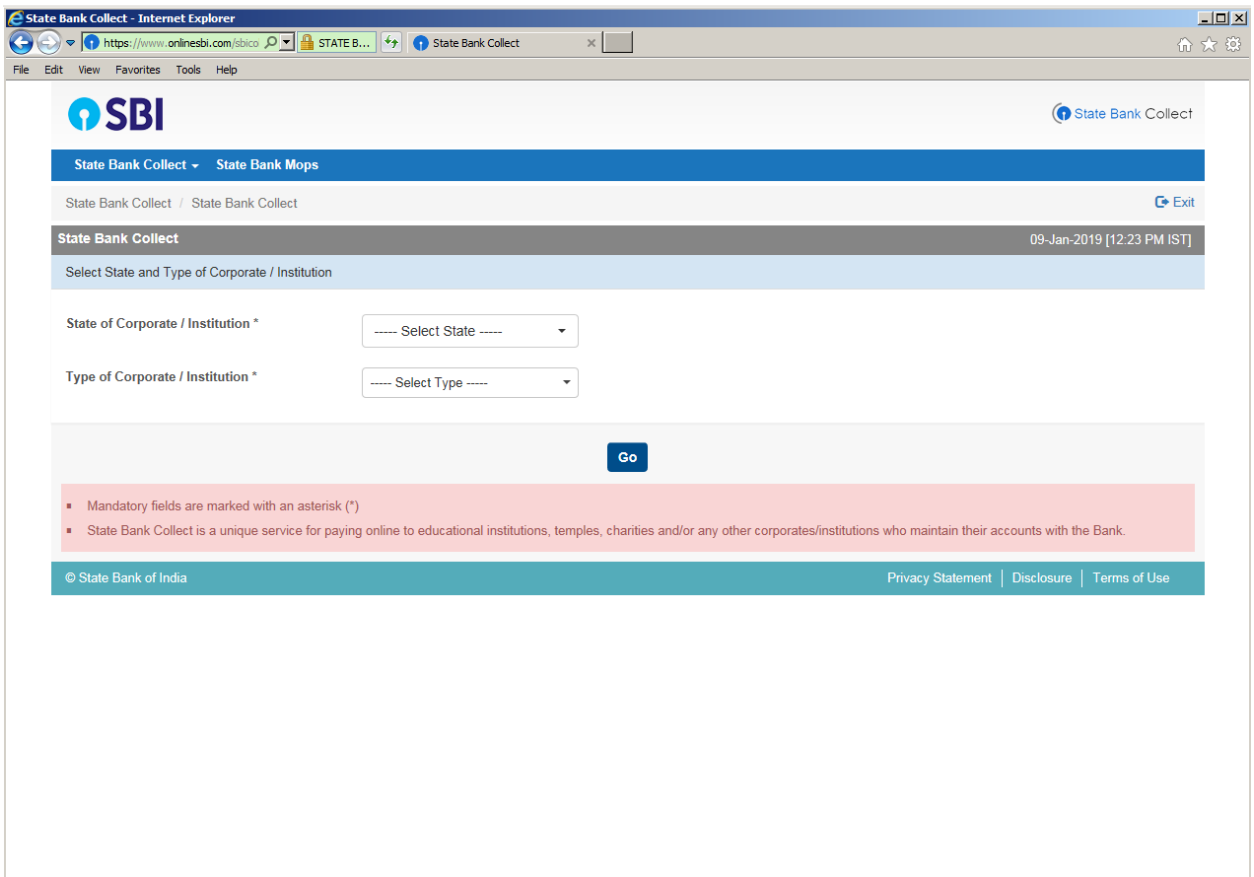 State Bank Collect - Internet Explorer
https://www.onlinesbi.com/sbico STATE B... State Bank Collect
File Edit View Favorites Tools Help
SBI
State Bank Collect
State Bank Collect State Bank Mops
State Bank Collect / State Bank Collect Exit
State Bank Collect 09-Jan-2019 [12:23 PM IST]
Select State and Type of Corporate / Institution
State of Corporate / Institution * ----- Select State -----
Type of Corporate / Institution * ----- Select Type -----
Go
Mandatory fields are marked with an asterisk (*)
State Bank Collect is a unique service for paying online to educational institutions, temples, charities and/or any other corporates/institutions who maintain their accounts with the Bank.
© State Bank of India Privacy Statement | Disclosure | Terms of Use